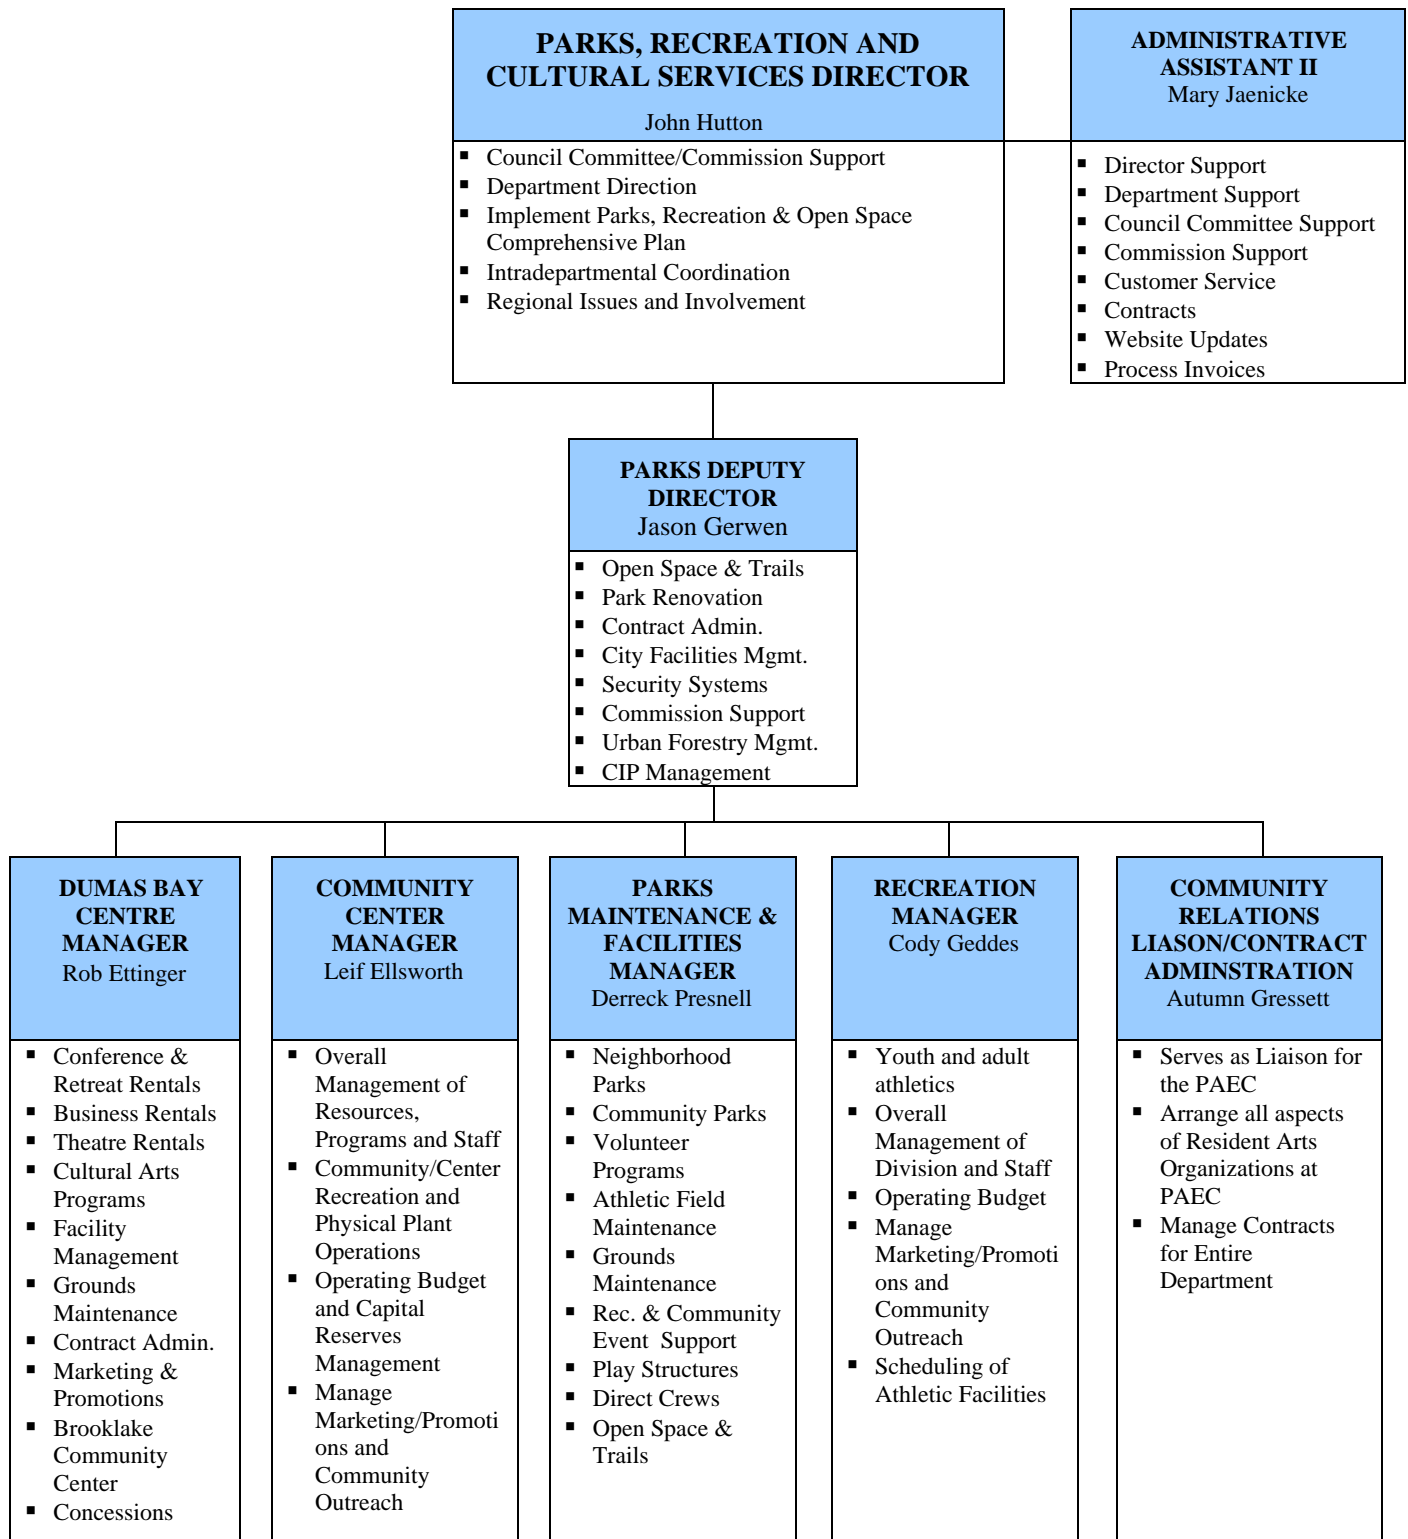 PARKS, RECREATION AND
CULTURAL SERVICES DIRECTOR
John Hutton
▪ Council Committee/Commission Support
▪ Department Direction
▪ Implement Parks, Recreation & Open Space
Comprehensive Plan
▪ Intradepartmental Coordination
▪ Regional Issues and Involvement
ADMINISTRATIVE
ASSISTANT II
Mary Jaenicke
▪ Director Support
▪ Department Support
▪ Council Committee Support
▪ Commission Support
▪ Customer Service
▪ Contracts
▪ Website Updates
▪ Process Invoices
PARKS DEPUTY
DIRECTOR
Jason Gerwen
▪ Open Space & Trails
▪ Park Renovation
▪ Contract Admin.
▪ City Facilities Mgmt.
▪ Security Systems
▪ Commission Support
▪ Urban Forestry Mgmt.
▪ CIP Management
DUMAS BAY
CENTRE
MANAGER
Rob Ettinger
▪ Conference &
Retreat Rentals
▪ Business Rentals
▪ Theatre Rentals
▪ Cultural Arts
Programs
▪ Facility
Management
▪ Grounds
Maintenance
▪ Contract Admin.
▪ Marketing &
Promotions
▪ Brooklake
Community
Center
▪ Concessions
COMMUNITY
CENTER
MANAGER
Leif Ellsworth
▪ Overall
Management of
Resources,
Programs and Staff
▪ Community/Center
Recreation and
Physical Plant
Operations
▪ Operating Budget
and Capital
Reserves
Management
▪ Manage
Marketing/Promoti
ons and
Community
Outreach
PARKS
MAINTENANCE &
FACILITIES
MANAGER
Derreck Presnell
▪ Neighborhood
Parks
▪ Community Parks
▪ Volunteer
Programs
▪ Athletic Field
Maintenance
▪ Grounds
Maintenance
▪ Rec. & Community
Event Support
▪ Play Structures
▪ Direct Crews
▪ Open Space &
Trails
RECREATION
MANAGER
Cody Geddes
▪ Youth and adult
athletics
▪ Overall
Management of
Division and Staff
▪ Operating Budget
▪ Manage
Marketing/Promoti
ons and
Community
Outreach
▪ Scheduling of
Athletic Facilities
COMMUNITY
RELATIONS
LIASON/CONTRACT
ADMINSTRATION
Autumn Gressett
▪ Serves as Liaison for
the PAEC
▪ Arrange all aspects
of Resident Arts
Organizations at
PAEC
▪ Manage Contracts
for Entire
Department